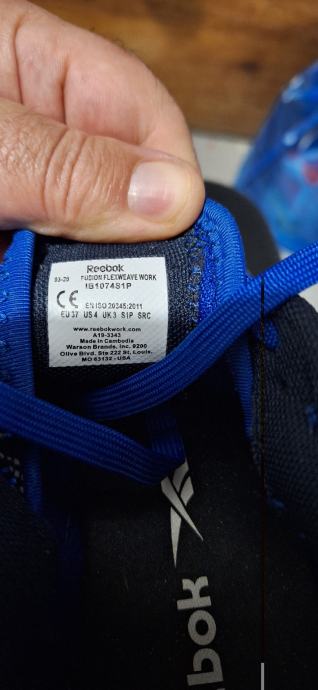 Reebok
03-20 FUSION FLEXWEAVE WORK
IB1074S1P
CE EN ISO 20345:2011
EU 37 US 4 UK 3 S1P SRC
www.reebokwork.com
A19-3343
Made in Cambodia
Warson Brands, Inc. 9200
Olive Blvd. Ste 222 St. Louis,
MO 63132 - USA
bok